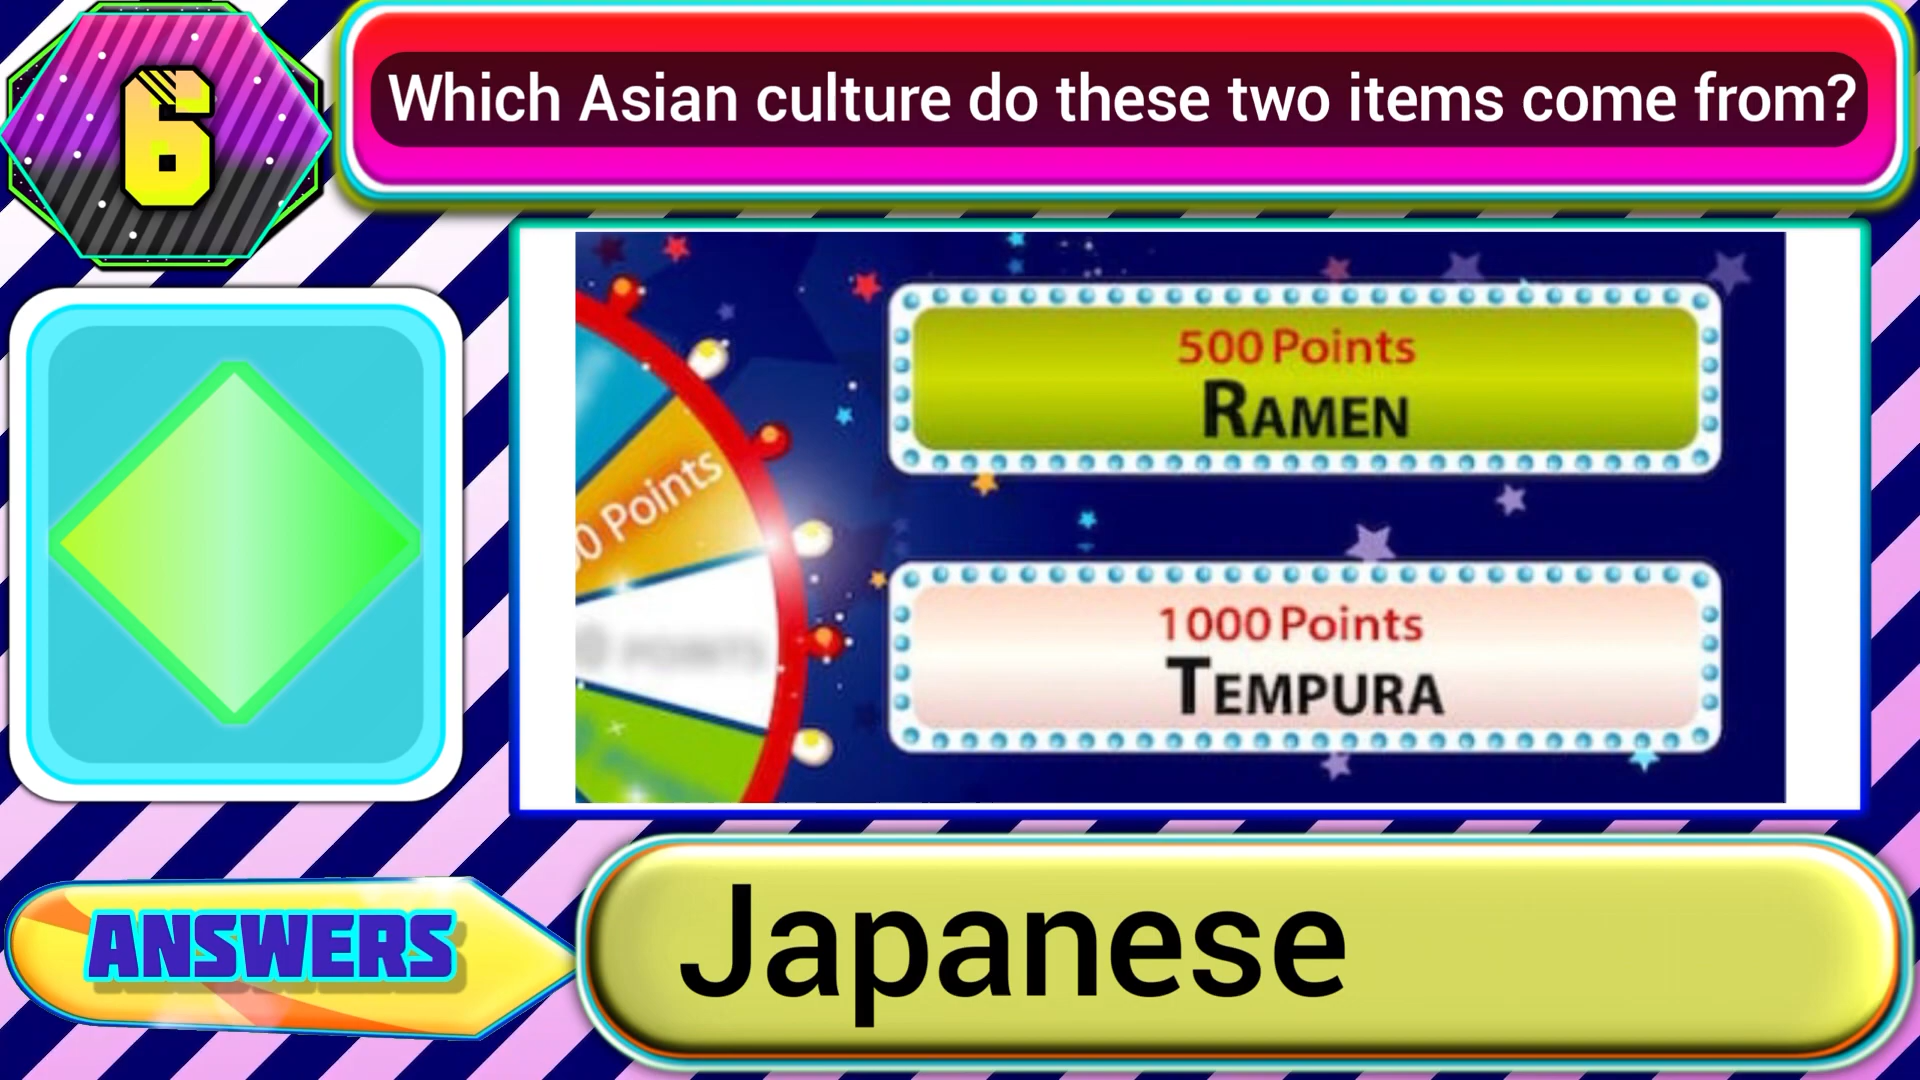 6
Which Asian culture do these two items come from?
500 Points
RAMEN
0 Points
1000 Points
TEMPURA
ANSWERS
Japanese